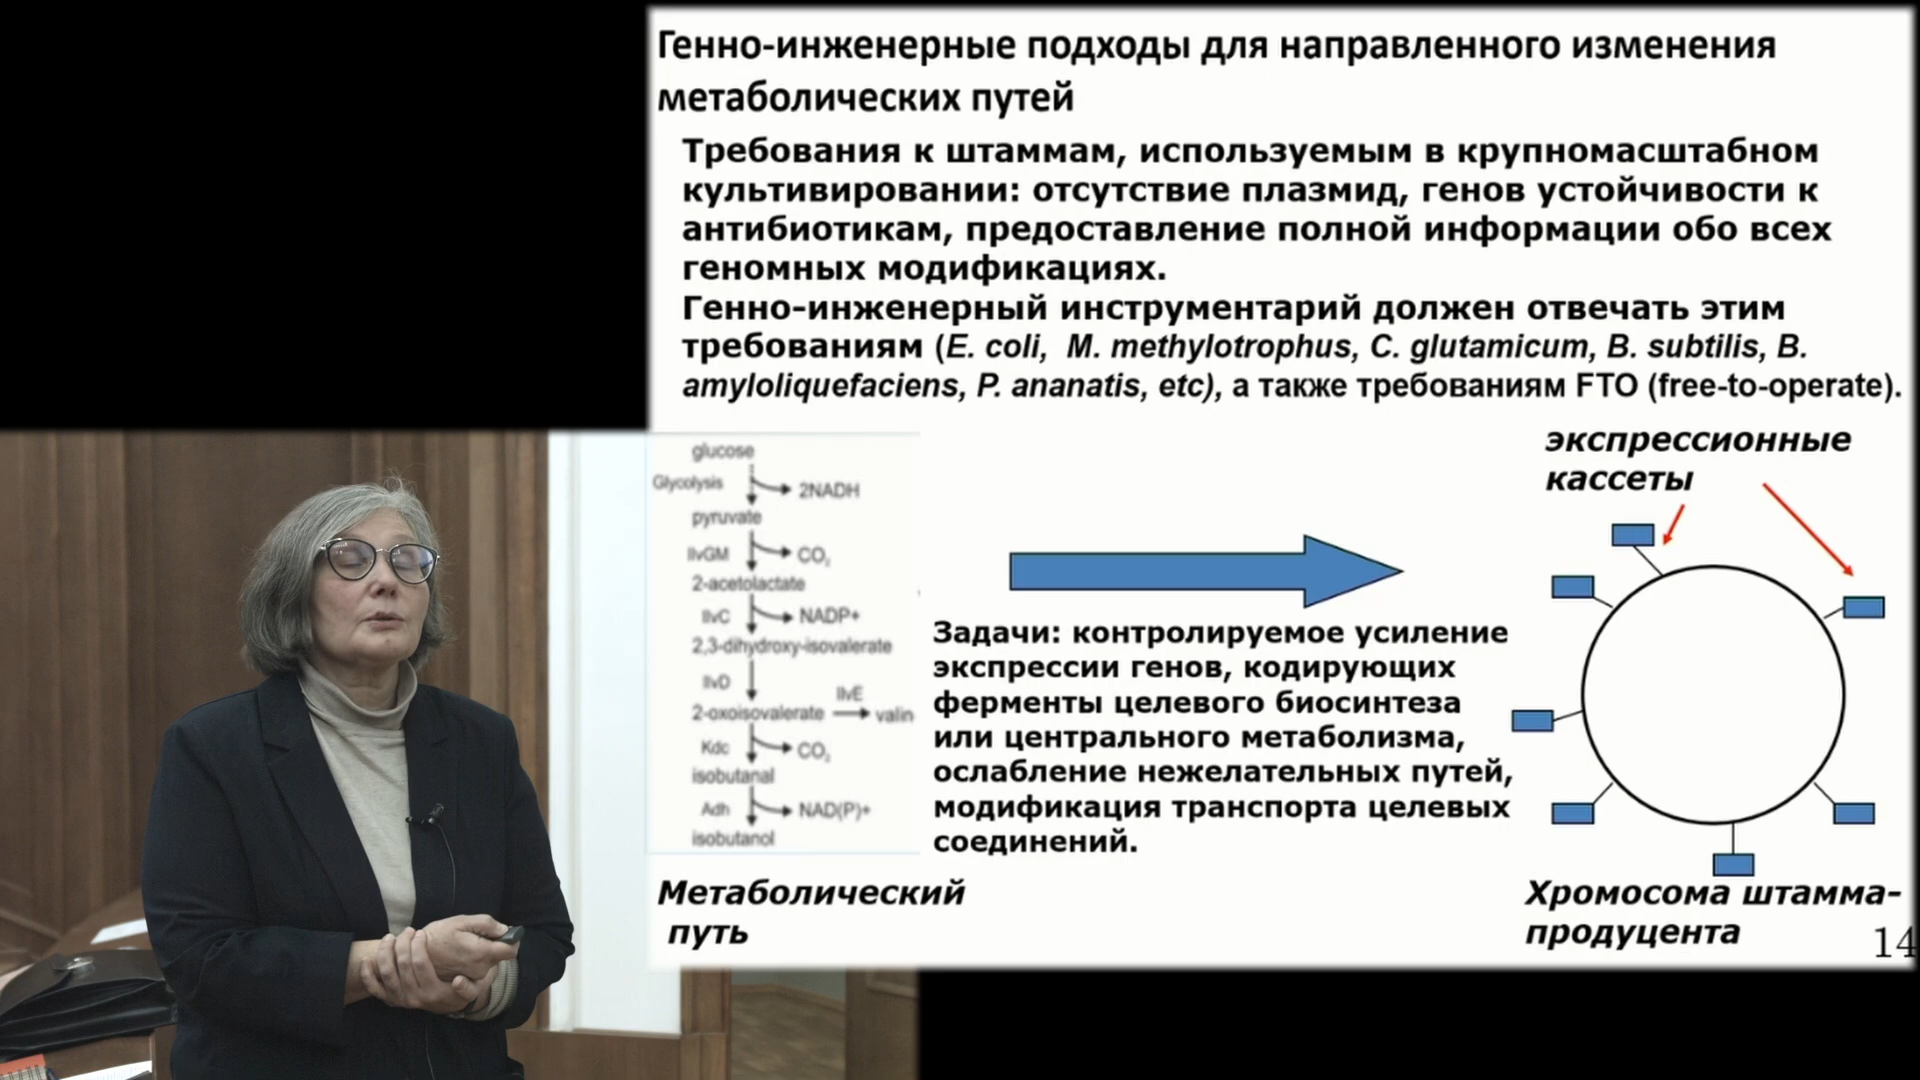 Генно-инженерные подходы для направленного изменения
метаболических путей
Требования к штаммам, используемым в крупномасштабном
культивировании: отсутствие плазмид, генов устойчивости к
антибиотикам, предоставление полной информации обо всех
геномных модификациях.
Генно-инженерный инструментарий должен отвечать этим
требованиям (E. coli, M. methylotrophus, C. glutamicum, B. subtilis, B.
amyloliquefaciens, P. ananatis, etc), а также требованиям FTO (free-to-operate).
glucose
Glycolysis
2NADH
pyruvate
IlvGM
CO2
2-acetolactate
IlvC
NADP+
2,3-dihydroxy-isovalerate
IlvD
IlvE
2-oxoisovalerate
valin
Kdc
CO2
isobutanal
Adh
NAD(P)+
isobutanol
Метаболический
путь
Задачи: контролируемое усиление
экспрессии генов, кодирующих
ферменты целевого биосинтеза
или центрального метаболизма,
ослабление нежелательных путей,
модификация транспорта целевых
соединений.
экспрессионные
кассеты
Хромосома штамма-
продуцента
14